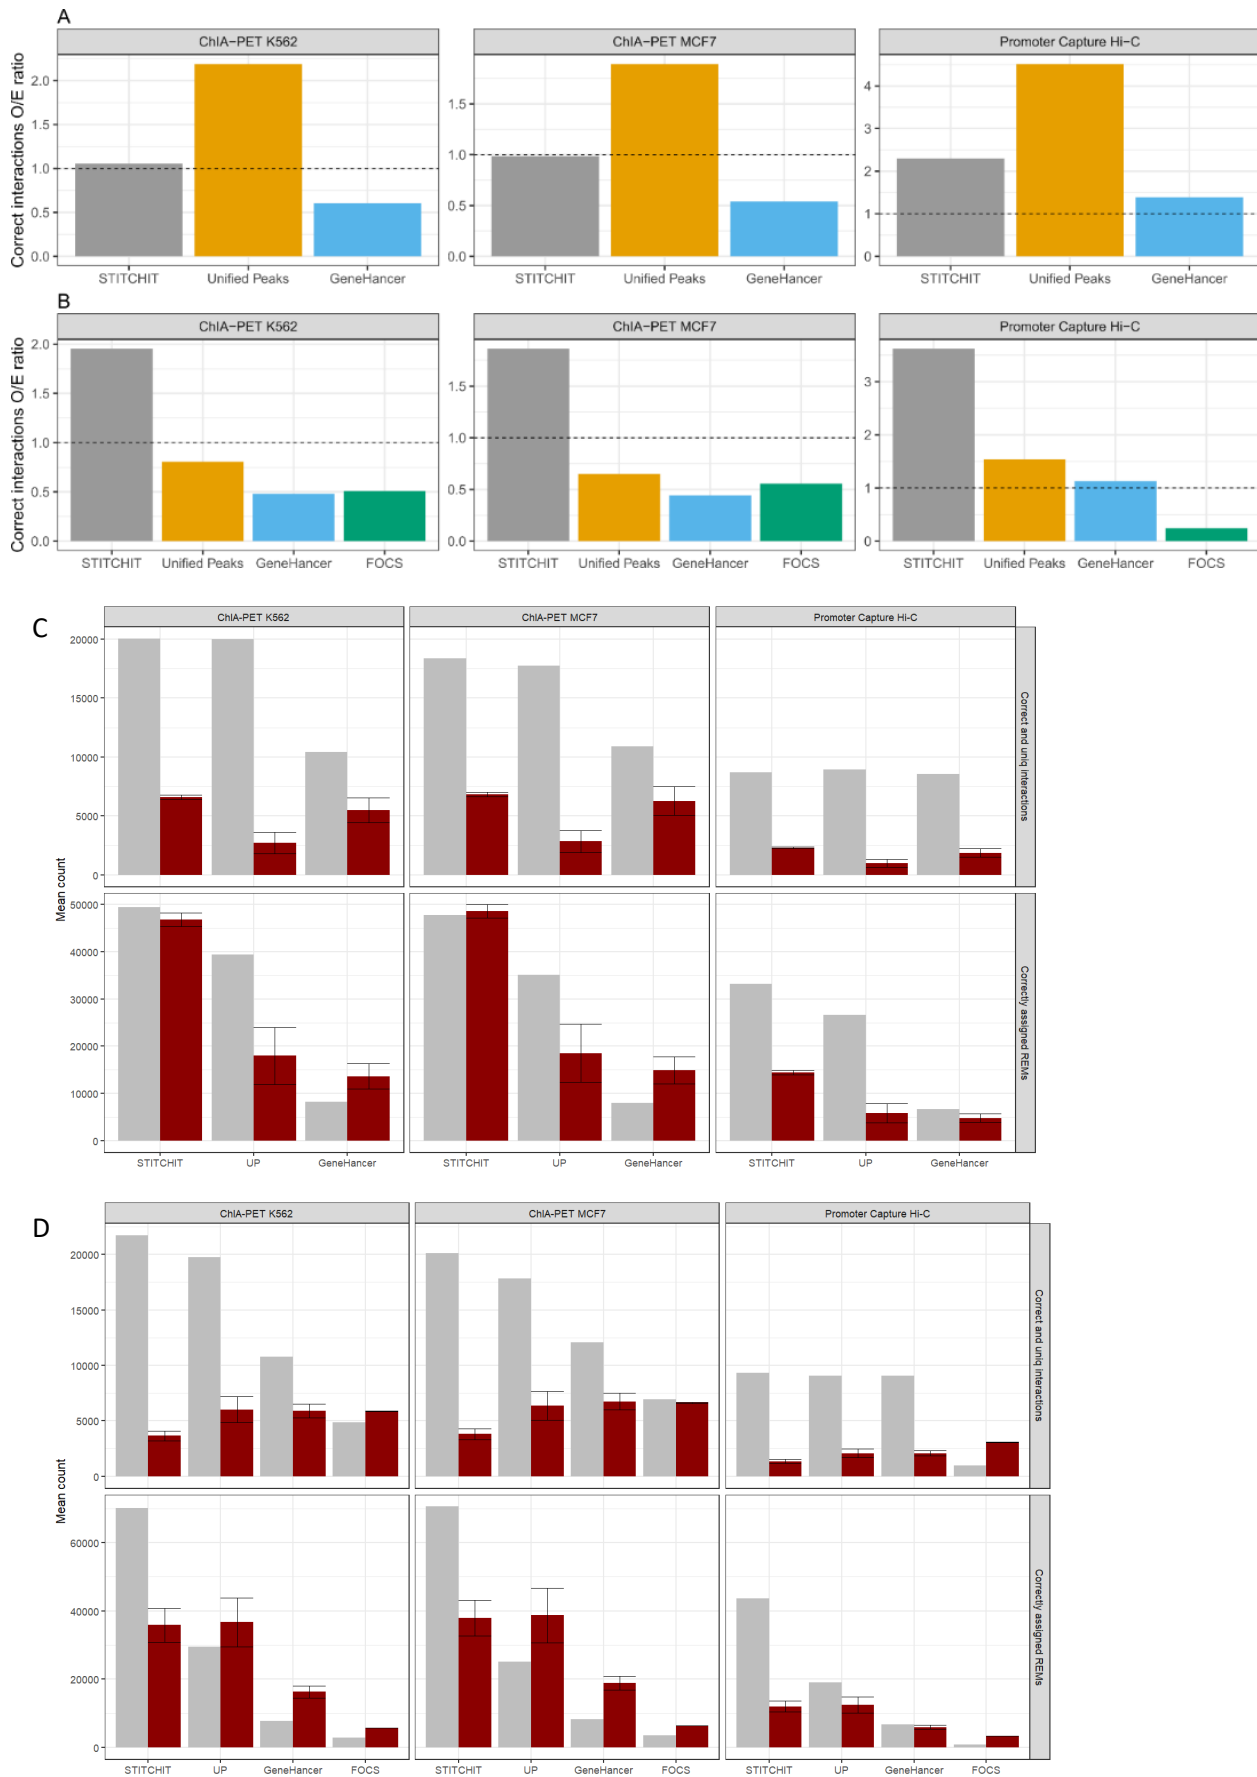 A
ChIA-PET K562
ChIA-PET MCF7
Promoter Capture Hi-C
Correct interactions O/E ratio
2.0
1.5
1.0
0.5
0.0
1.5
1.0
0.5
0.0
4
3
2
1
0
STITCHIT Unified Peaks GeneHancer
STITCHIT Unified Peaks GeneHancer
STITCHIT Unified Peaks GeneHancer
B
ChIA-PET K562
ChIA-PET MCF7
Promoter Capture Hi-C
Correct interactions O/E ratio
2.0
1.5
1.0
0.5
0.0
1.5
1.0
0.5
0.0
3
2
1
0
STITCHIT Unified Peaks GeneHancer FOCS
STITCHIT Unified Peaks GeneHancer FOCS
STITCHIT Unified Peaks GeneHancer FOCS
C
ChIA-PET K562
ChIA-PET MCF7
Promoter Capture Hi-C
Mean count
20000
15000
10000
5000
0
Correct and uniq interactions
50000
40000
30000
20000
10000
0
Correctly assigned REMs
STITCHIT UP GeneHancer
STITCHIT UP GeneHancer
STITCHIT UP GeneHancer
D
ChIA-PET K562
ChIA-PET MCF7
Promoter Capture Hi-C
Mean count
20000
15000
10000
5000
0
Correct and uniq interactions
60000
40000
20000
0
Correctly assigned REMs
STITCHIT UP GeneHancer FOCS
STITCHIT UP GeneHancer FOCS
STITCHIT UP GeneHancer FOCS